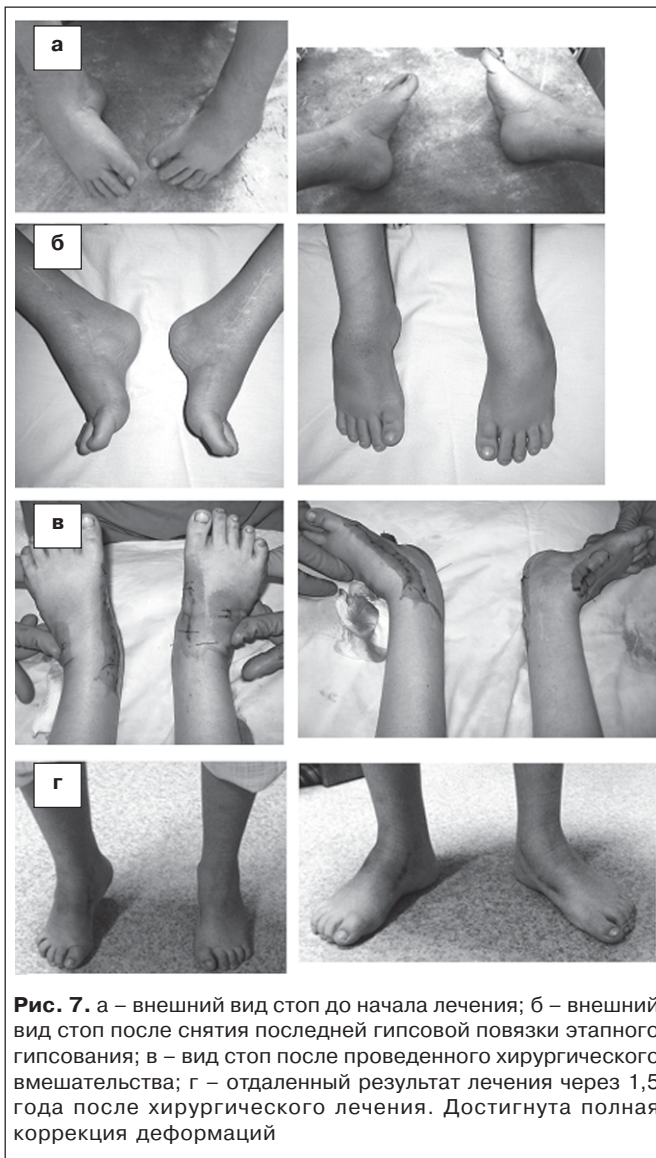 а
б
в
г
Рис. 7. а – внешний вид стоп до начала лечения; б – внешний
вид стоп после снятия последней гипсовой повязки этапного
гипсования; в – вид стоп после проведенного хирургического
вмешательства; г – отдаленный результат лечения через 1,5
года после хирургического лечения. Достигнута полная
коррекция деформаций